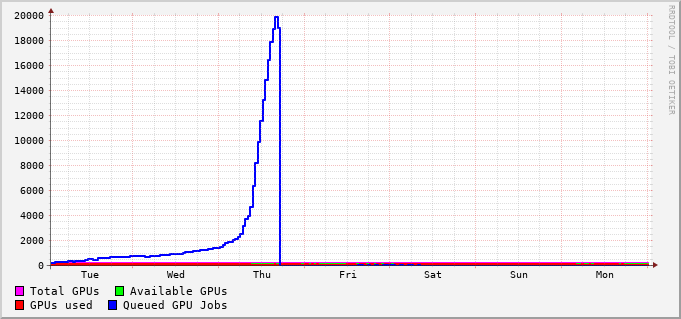 20000
18000
16000
14000
12000
10000
8000
6000
4000
2000
0
Tue Wed Thu Fri Sat Sun Mon
Total GPUs Available GPUs
GPUs used Queued GPU Jobs
RRDTOOL / TOBI OETIKER